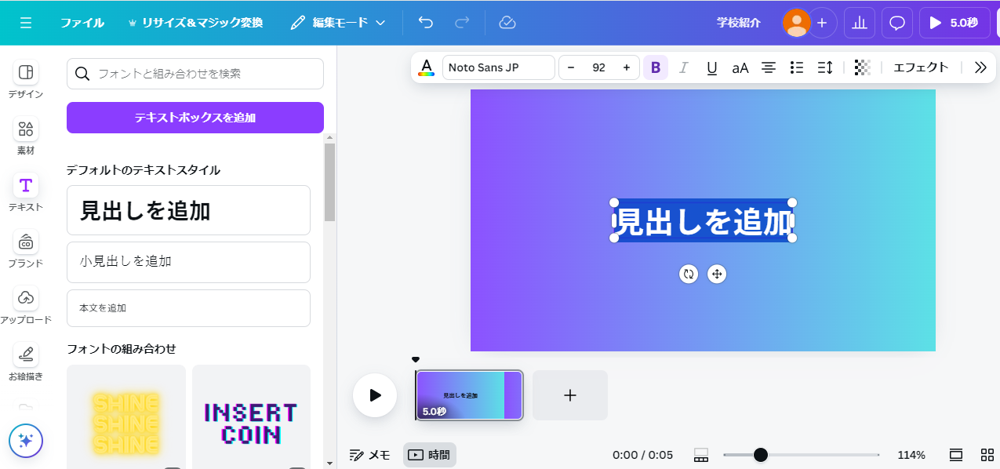 ファイル
リサイズ&マジック変換
編集モード
学校紹介
5.0秒
デザイン
素材
テキスト
ブランド
アップロード
お絵描き
フォントと組み合わせを検索
テキストボックスを追加
デフォルトのテキストスタイル
見出しを追加
小見出しを追加
本文を追加
フォントの組み合わせ
SHINE
SHINE
SHINE
INSERT
COIN
A Noto Sans JP – 92 + B I U aA エフェクト
見出しを追加
見出しを追加
5.0秒
メモ
時間
0:00 / 0:05
114%